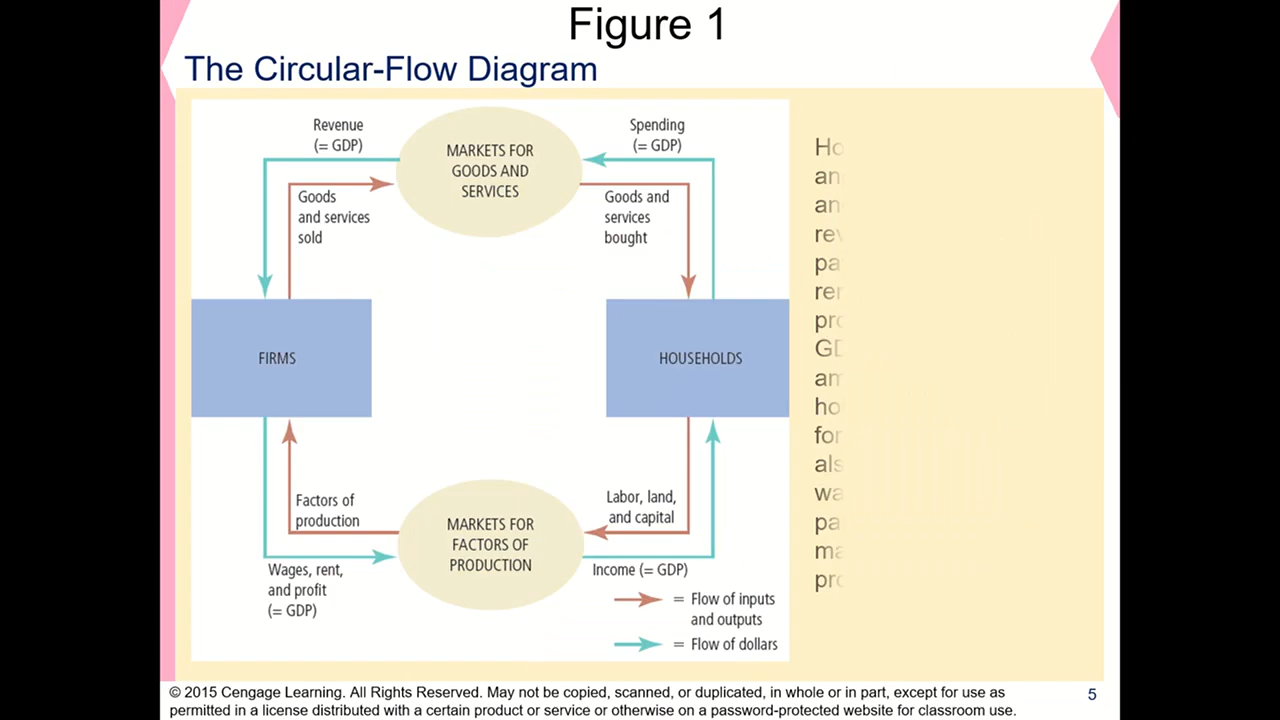 Figure 1
The Circular-Flow Diagram
Revenue
(= GDP)
MARKETS FOR
GOODS AND
SERVICES
Spending
(= GDP)
Goods
and services
sold
Goods and
services
bought
FIRMS
HOUSEHOLDS
Factors of
production
MARKETS FOR
FACTORS OF
PRODUCTION
Labor, land,
and capital
Wages, rent,
and profit
(= GDP)
Income (= GDP)
= Flow of inputs
and outputs
= Flow of dollars
© 2015 Cengage Learning. All Rights Reserved. May not be copied, scanned, or duplicated, in whole or in part, except for use as
permitted in a license distributed with a certain product or service or otherwise on a password-protected website for classroom use.
5